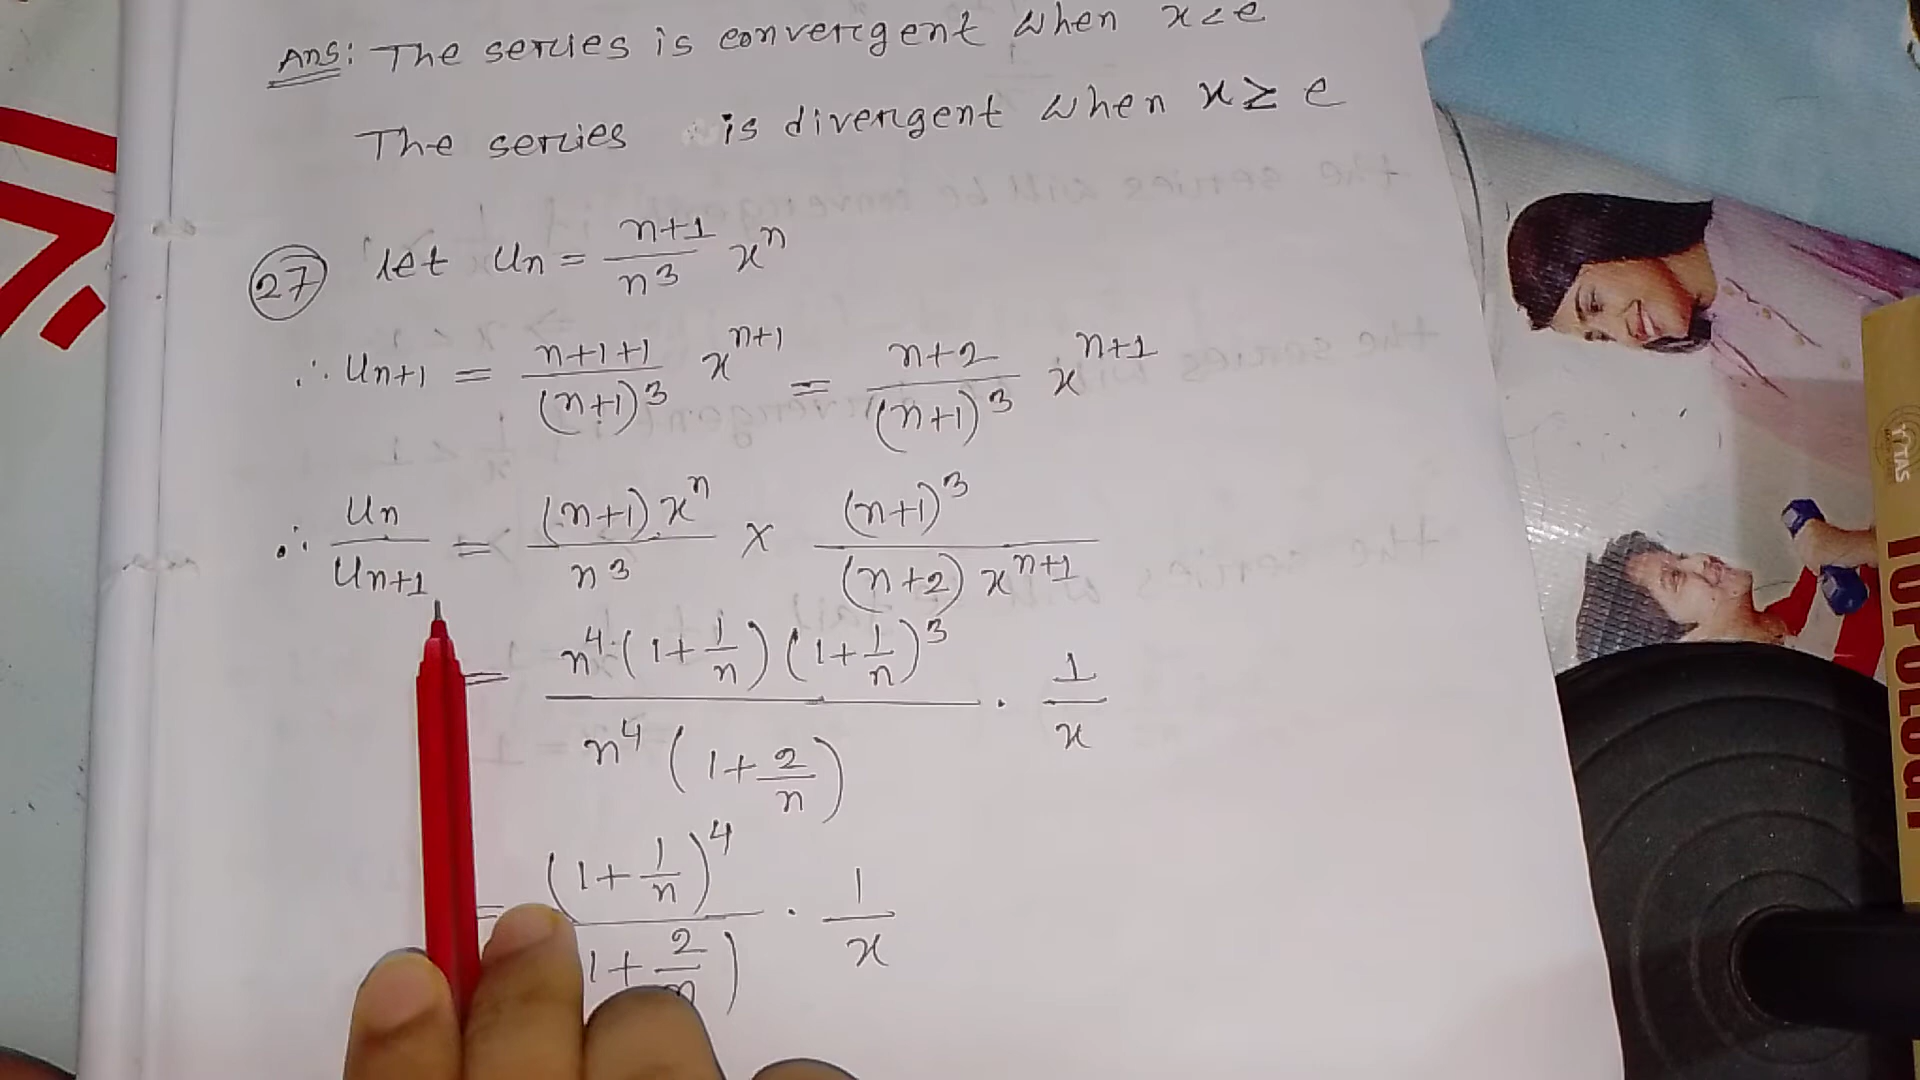 Ans: The series is convergent when x < e
The series is divergent when x ≥ e
27 let Un = n+1/n³ xⁿ
∴ Un+1 = n+1+1/(n+1)³ xⁿ⁺¹ = n+2/(n+1)³ xⁿ⁺¹
∴ Un/Un+1 = (n+1) xⁿ/n³ × (n+1)³/(n+2) xⁿ⁺¹
= n⁴ (1+1/n) (1+1/n)³/n⁴ (1+2/n) · 1/x
= (1+1/n)⁴/1+2/n) · 1/x
TTAS
TOPOLOGY